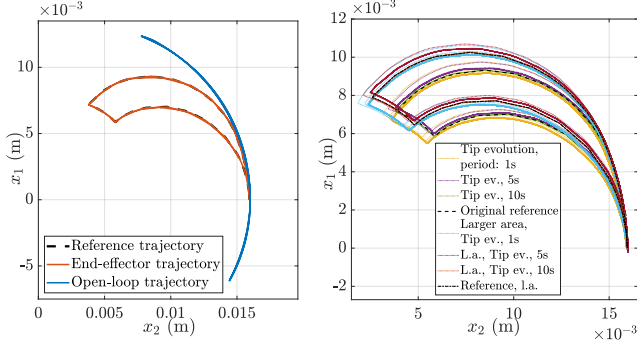 ×10⁻³
10
5
0
−5
0
0.005
0.01
0.015
x₁ (m)
x₂ (m)
Reference trajectory
End-effector trajectory
Open-loop trajectory
×10⁻³
12
10
8
6
4
2
0
−2
5
10
15
×10⁻³
x₁ (m)
x₂ (m)
Tip evolution,
period: 1s
Tip ev., 5s
Tip ev., 10s
Original reference
Larger area,
Tip ev., 1s
L.a., Tip ev., 5s
L.a., Tip ev., 10s
Reference, l.a.